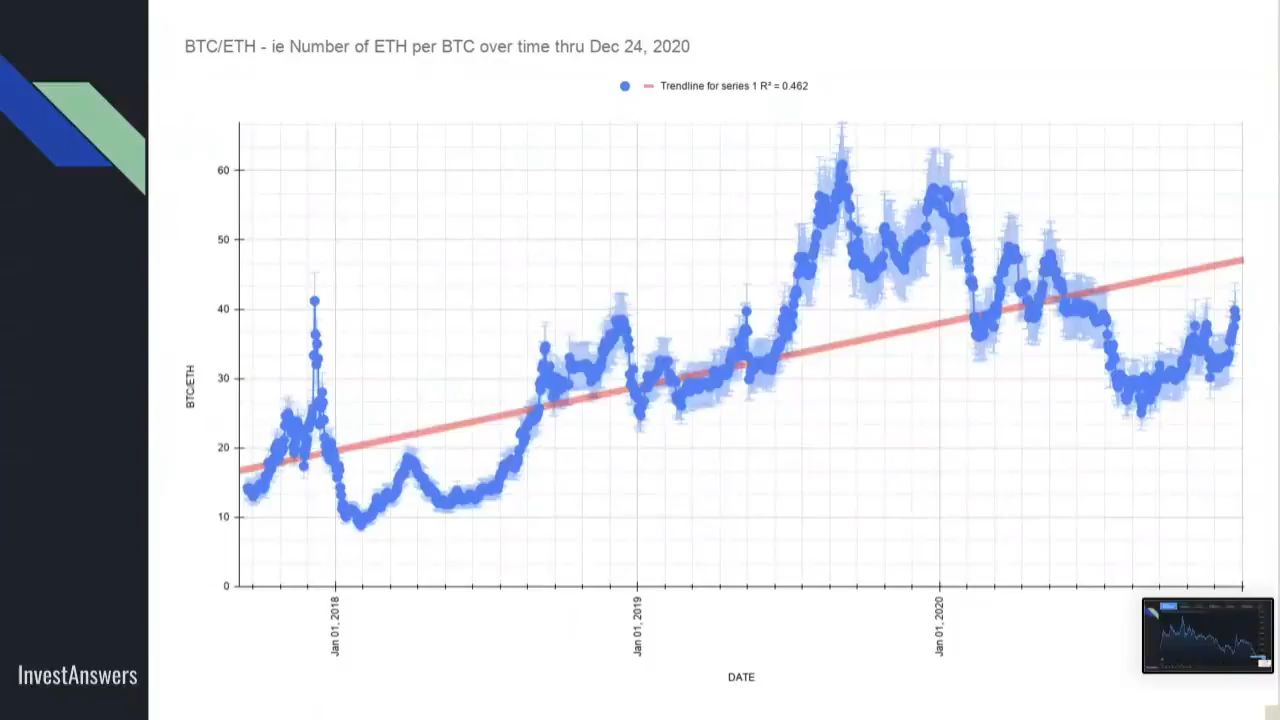 BTC/ETH - ie Number of ETH per BTC over time thru Dec 24, 2020
Trendline for series 1 R² = 0.462
60
50
40
30
20
10
0
BTC/ETH
Jan 01, 2018
Jan 01, 2019
Jan 01, 2020
DATE
InvestAnswers